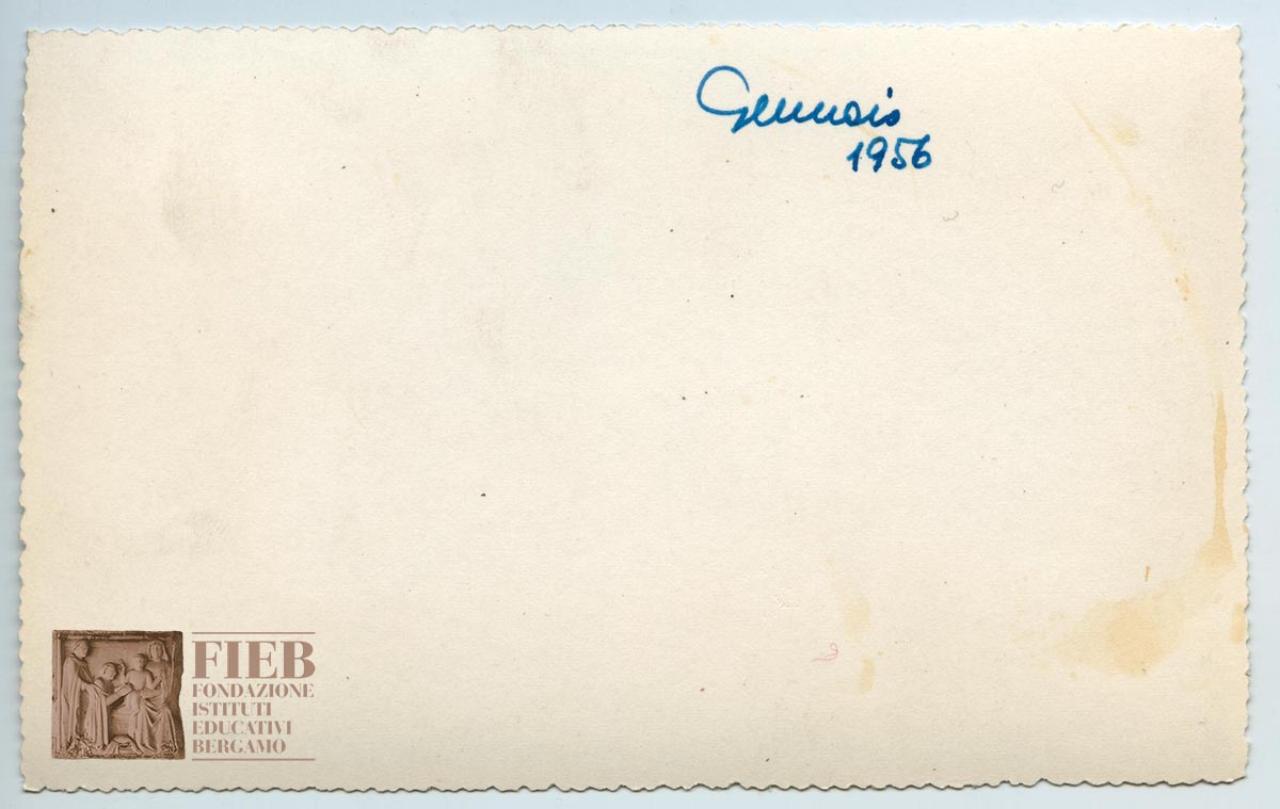 Gennaio
1956
FIEB
FONDAZIONE
ISTITUTI
EDUCATIVI
BERGAMO